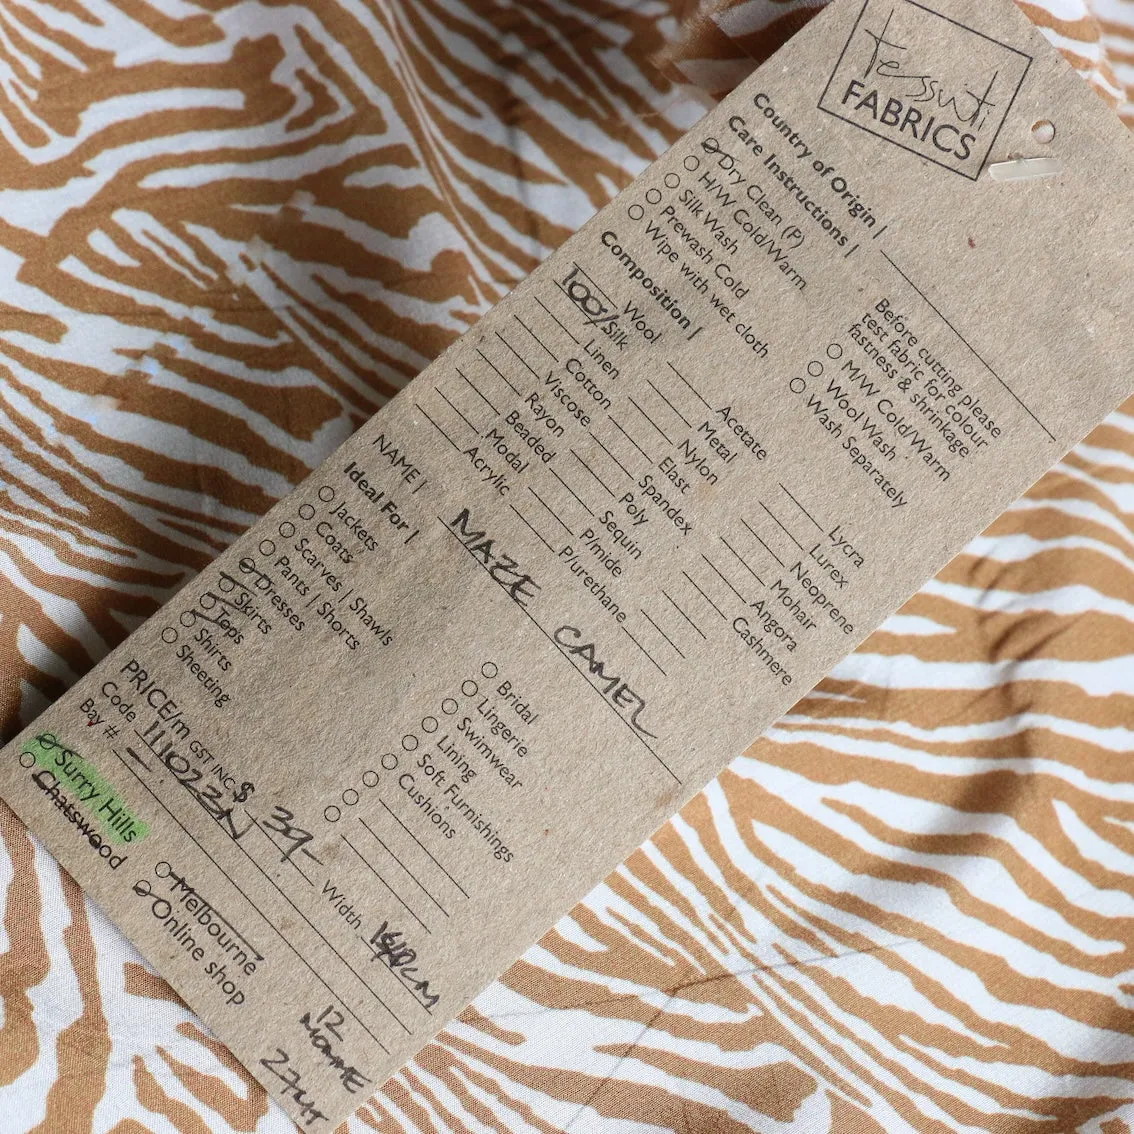 tessuti
FABRICS
Country of Origin |
Care Instructions |
Dry Clean (P)
H/W Cold/Warm
Silk Wash
Prewash Cold
Wipe with wet cloth
Before cutting please
test fabric for colour
fastness & shrinkage
M/W Cold/Warm
Wool Wash
Wash Separately
Composition |
Wool
100/ Silk
Linen
Cotton
Viscose
Rayon
Beaded
Modal
Acrylic
Acetate
Metal
Nylon
Elast
Spandex
Poly
Sequin
P/mide
P/urethane
Lycra
Lurex
Neoprene
Mohair
Angora
Cashmere
NAME | MAZE CAMEL
Ideal For |
Jackets
Coats
Scarves | Shawls
Pants | Shorts
Dresses
Skirts
Tops
Shirts
Sheeting
Bridal
Lingerie
Swimwear
Lining
Soft Furnishings
Cushions
PRICE/m GST INC $ 39- Width 140CM
Code 111022BN
Bay # -
Surry Hills
Chatswood
Melbourne
Online shop
12
MOMME